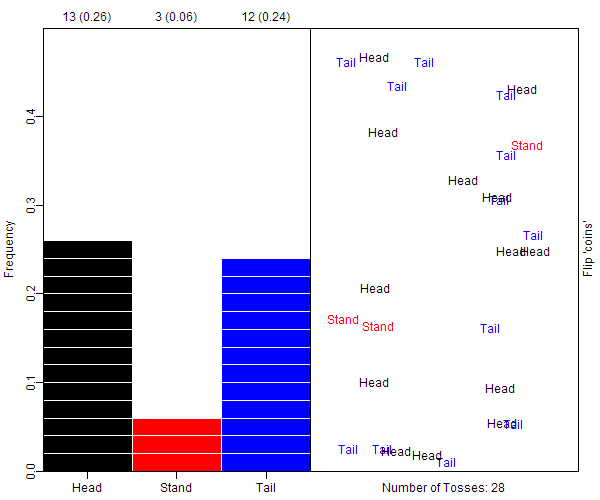 13 (0.26) 3 (0.06) 12 (0.24)
Frequency
0.4
0.3
0.2
0.1
0.0
Head Stand Tail
Tail Head Tail
Tail
Head
Tail
Head
Stand
Tail
Head
Head
Tail
Tail
Head Head
Head
Stand
Stand
Tail
Head
Head
Head Tail
Tail Tail Head
Head
Tail
Flip 'coins'
Number of Tosses: 28